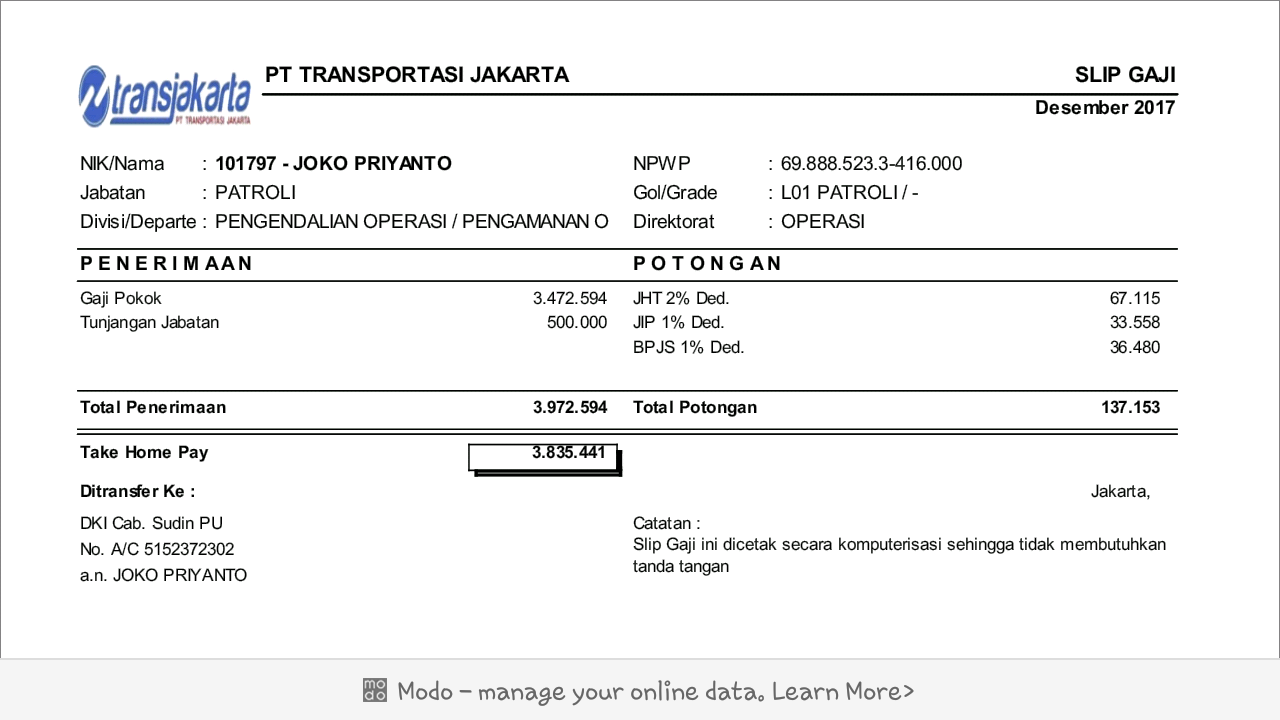 transjakarta
PT TRANSPORTASI JAKARTA
PT TRANSPORTASI JAKARTA SLIP GAJI
Desember 2017
NIK/Nama : 101797 - JOKO PRIYANTO NPWP : 69.888.523.3-416.000
Jabatan : PATROLI Gol/Grade : L01 PATROLI / -
Divisi/Departe : PENGENDALIAN OPERASI / PENGAMANAN O Direktorat : OPERASI
PENERIMAAN POTONGAN
Gaji Pokok 3.472.594 JHT 2% Ded. 67.115
Tunjangan Jabatan 500.000 JIP 1% Ded. 33.558
BPJS 1% Ded. 36.480
Total Penerimaan 3.972.594 Total Potongan 137.153
Take Home Pay 3.835.441
Ditransfer Ke : Jakarta,
DKI Cab. Sudin PU Catatan :
No. A/C 5152372302 Slip Gaji ini dicetak secara komputerisasi sehingga tidak membutuhkan
a.n. JOKO PRIYANTO tanda tangan
modo Modo – manage your online data. Learn More>